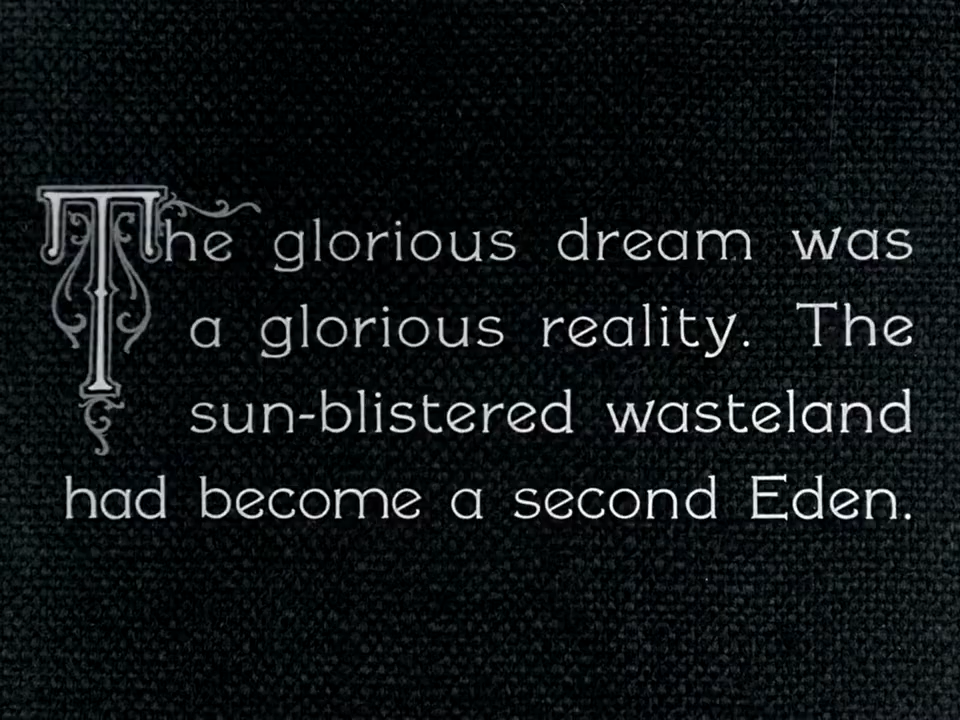 The glorious dream was
a glorious reality. The
sun-blistered wasteland
had become a second Eden.